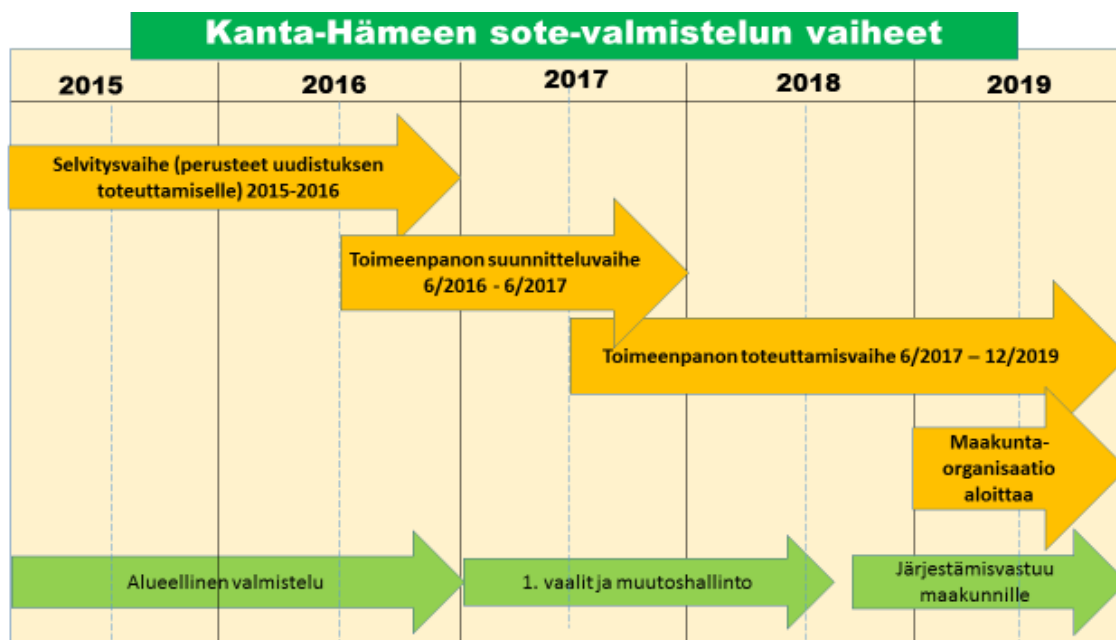 Kanta-Hämeen sote-valmistelun vaiheet
2015 2016 2017 2018 2019
Selvitysvaihe (perusteet uudistuksen
toteuttamiselle) 2015-2016
Toimeenpanon suunnitteluvaihe
6/2016 - 6/2017
Toimeenpanon toteuttamisvaihe 6/2017 – 12/2019
Maakunta-
organisaatio
aloittaa
Alueellinen valmistelu
1. vaalit ja muutoshallinto
Järjestämisvastuu
maakunnille